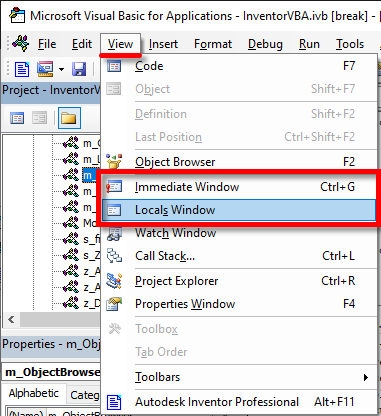 Microsoft Visual Basic for Applications - InventorVBA.ivb [break] -
File Edit View Insert Format Debug Run Tools
Project - InventorV
Code F7
Object Shift+F7
Definition Shift+F2
Last Position Ctrl+Shift+F2
Object Browser F2
Immediate Window Ctrl+G
Locals Window
Watch Window
Call Stack... Ctrl+L
Project Explorer Ctrl+R
Properties Window F4
Toolbox
Tab Order
Toolbars
Autodesk Inventor Professional Alt+F11
m_C
m_L
m_
m_
m_
Mo
s_fi
s_Z
z_A
z_A
z_D
Properties - m_Obj
m_ObjectBrowse
Alphabetic Categ
(Name) m_ObjectBrowse